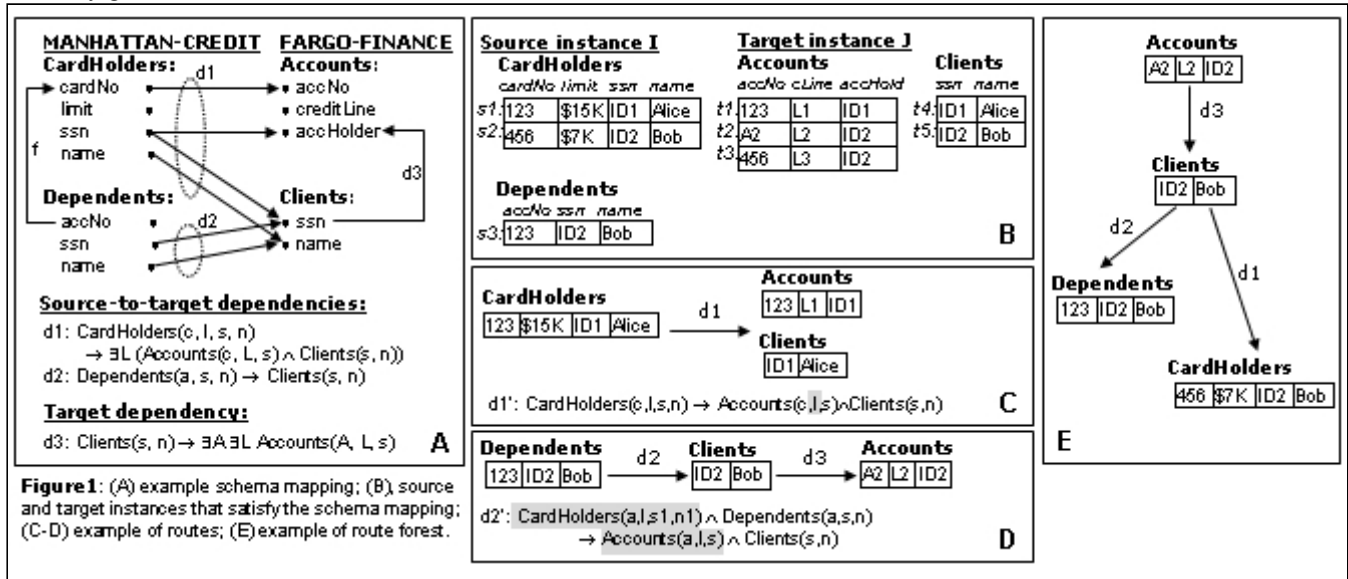 MANHATTAN-CREDIT FARGO-FINANCE
CardHolders: d1 Accounts:
cardNo accNo
limit creditLine
ssn accHolder
name
f
d3
Dependents: Clients:
accNo d2 ssn
ssn name
name
Source-to-target dependencies:
d1: CardHolders(c, l, s, n)
→ ∃L (Accounts(c, L, s) ∧ Clients(s, n))
d2: Dependents(a, s, n) → Clients(s, n)
Target dependency:
d3: Clients(s, n) → ∃A ∃L Accounts(A, L, s)
A
Figure1: (A) example schema mapping; (B), source
and target instances that satisfy the schema mapping;
(C-D) example of routes; (E) example of route forest.
Source instance I
CardHolders
cardNo limit ssn name
s1: 123 $15K ID1 Alice
s2: 456 $7K ID2 Bob
Dependents
accNo ssn name
s3: 123 ID2 Bob
Target instance J
Accounts
accNo cLine accHold
t1: 123 L1 ID1
t2: A2 L2 ID2
t3: 456 L3 ID2
Clients
ssn name
t4: ID1 Alice
t5: ID2 Bob
B
CardHolders
123 $15K ID1 Alice
d1
Accounts
123 L1 ID1
Clients
ID1 Alice
d1': CardHolders(c,l,s,n) → Accounts(c,l,s)∧Clients(s,n)
C
Dependents
123 ID2 Bob
d2
Clients
ID2 Bob
d3
Accounts
A2 L2 ID2
d2': CardHolders(a,l,s1,n1) ∧ Dependents(a,s,n)
→ Accounts(a,l,s) ∧ Clients(s,n)
D
Accounts
A2 L2 ID2
d3
Clients
ID2 Bob
d2
d1
Dependents
123 ID2 Bob
CardHolders
456 $7K ID2 Bob
E